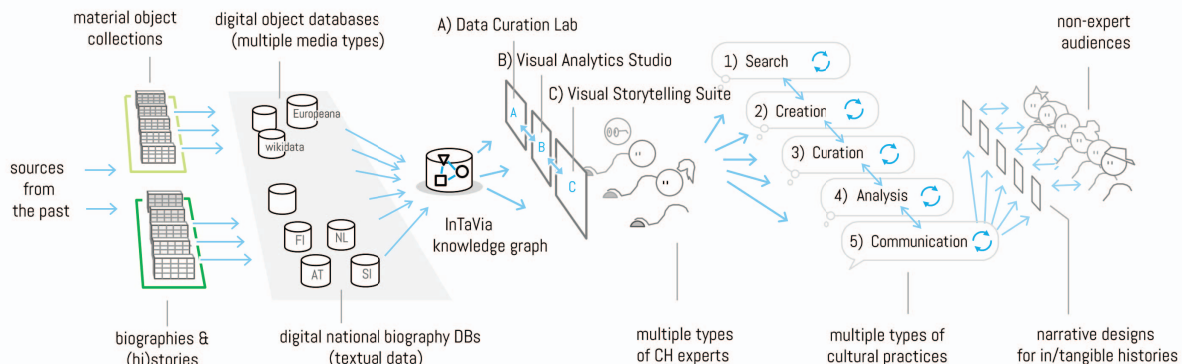 material object
collections
digital object databases
(multiple media types)
A) Data Curation Lab
B) Visual Analytics Studio
C) Visual Storytelling Suite
1) Search
2) Creation
3) Curation
4) Analysis
5) Communication
non-expert
audiences
Europeana
wikidata
A
B
C
sources
from
the past
InTaVia
knowledge graph
FI
NL
AT
SI
biographies &
(hi)stories
digital national biography DBs
(textual data)
multiple types
of CH experts
multiple types of
cultural practices
narrative designs
for in/tangible histories